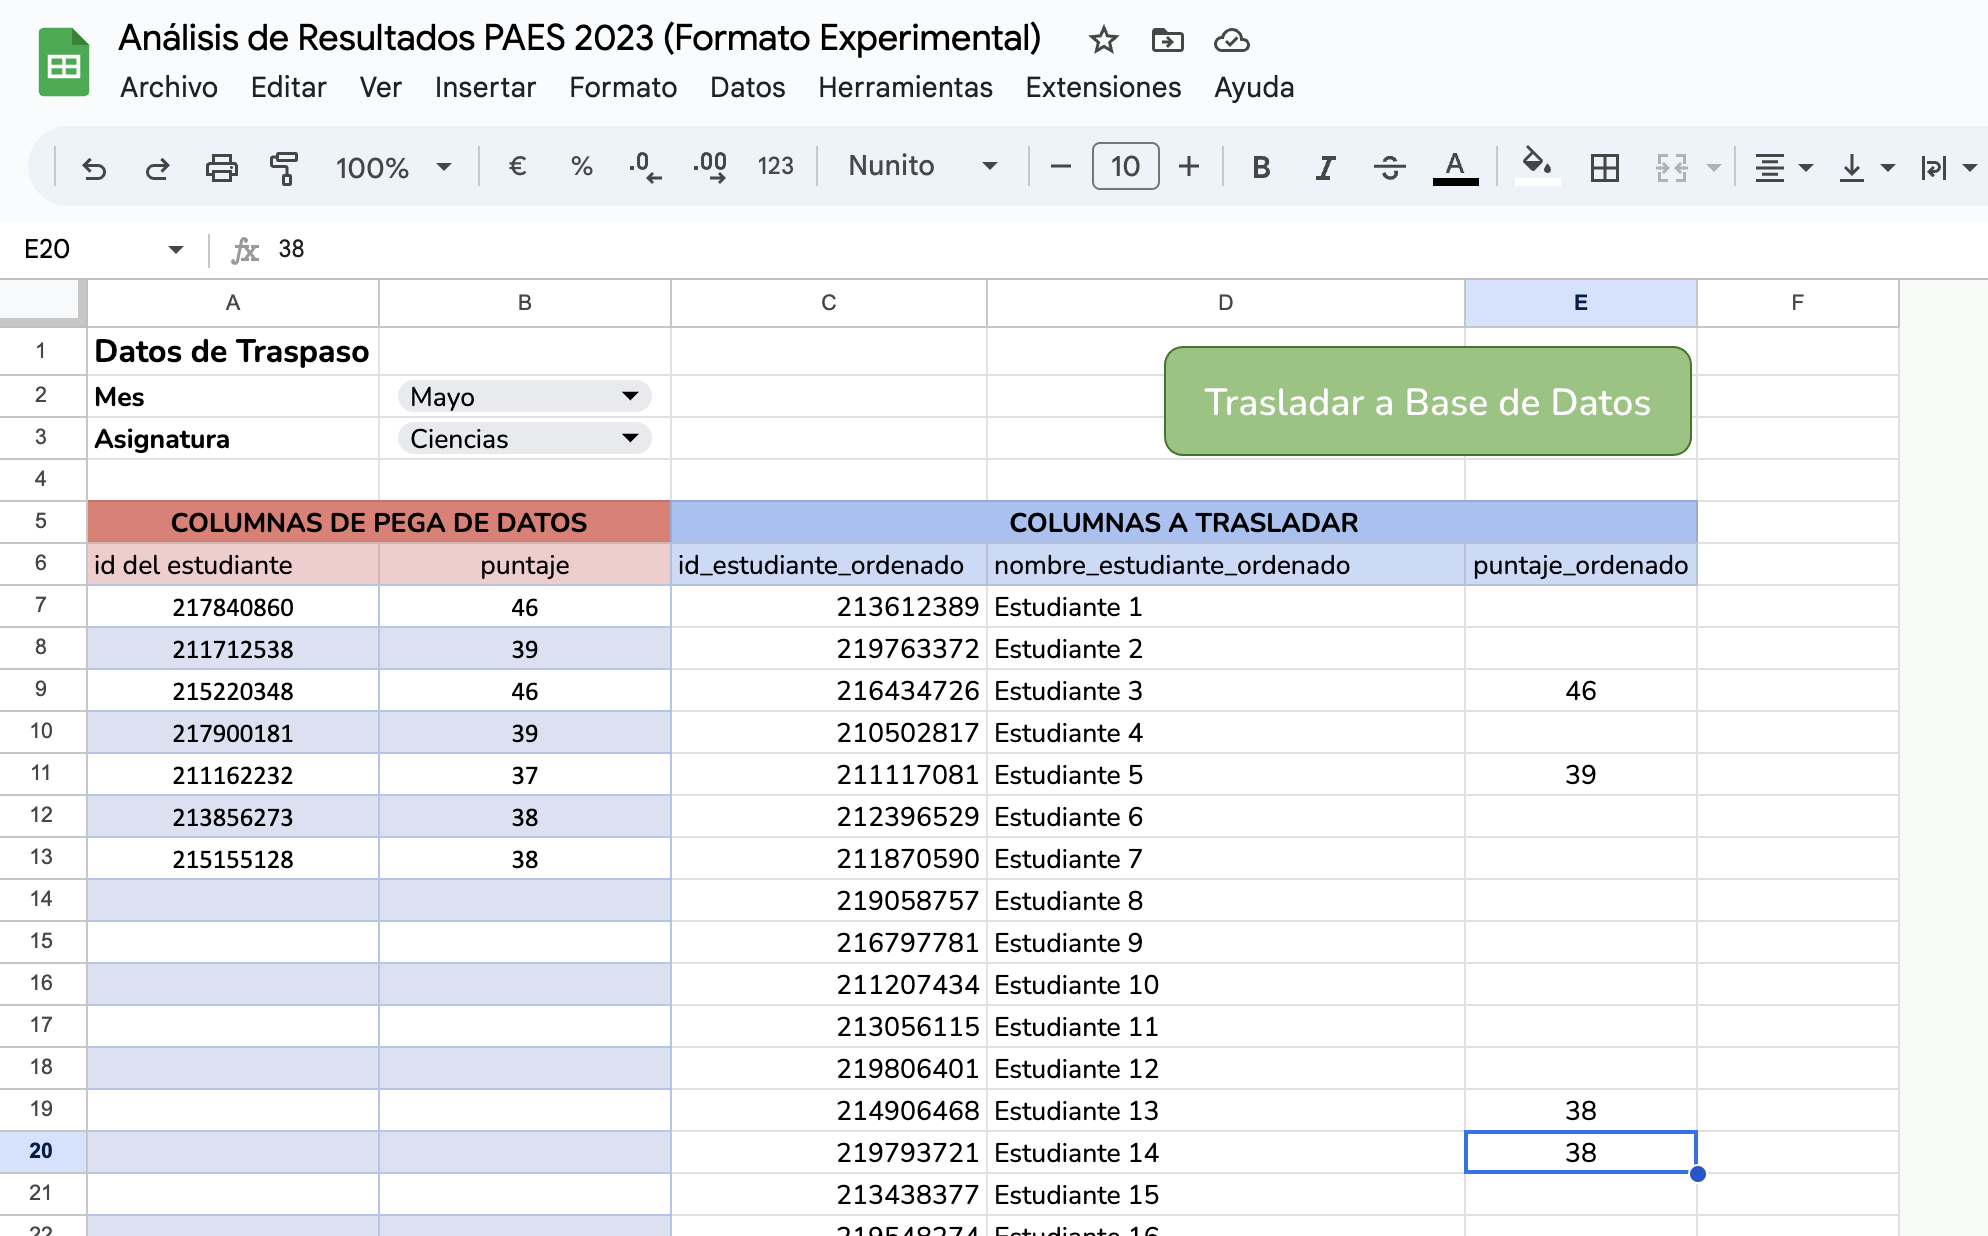 Análisis de Resultados PAES 2023 (Formato Experimental)
Archivo Editar Ver Insertar Formato Datos Herramientas Extensiones Ayuda
100% € % .0 .00 123 Nunito 10 B I A
E20 fx 38
A B C D E F
1 Datos de Traspaso
2 Mes Mayo
Trasladar a Base de Datos
3 Asignatura Ciencias
4
5 COLUMNAS DE PEGA DE DATOS COLUMNAS A TRASLADAR
6 id del estudiante puntaje id_estudiante_ordenado nombre_estudiante_ordenado puntaje_ordenado
7 217840860 46 213612389 Estudiante 1
8 211712538 39 219763372 Estudiante 2
9 215220348 46 216434726 Estudiante 3 46
10 217900181 39 210502817 Estudiante 4
11 211162232 37 211117081 Estudiante 5 39
12 213856273 38 212396529 Estudiante 6
13 215155128 38 211870590 Estudiante 7
14 219058757 Estudiante 8
15 216797781 Estudiante 9
16 211207434 Estudiante 10
17 213056115 Estudiante 11
18 219806401 Estudiante 12
19 214906468 Estudiante 13 38
20 219793721 Estudiante 14 38
21 213438377 Estudiante 15
22 219548274 Estudiante 16